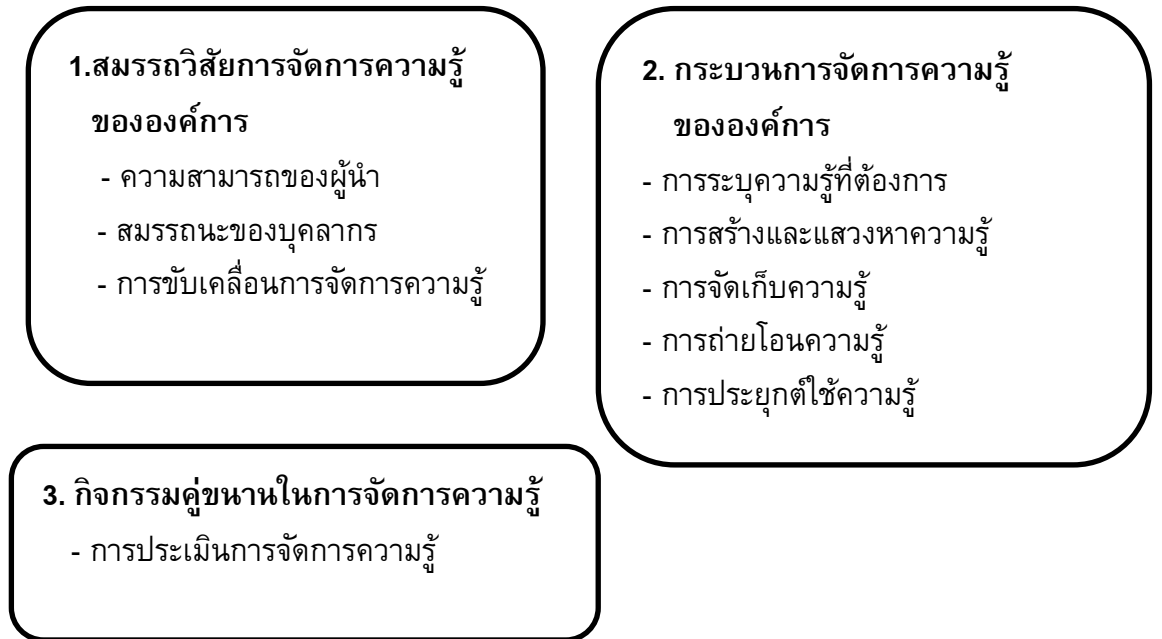 1.สมรรถวิสัยการจัดการความรู้
ขององค์การ
- ความสามารถของผู้นำ
- สมรรถนะของบุคลากร
- การขับเคลื่อนการจัดการความรู้
2. กระบวนการจัดการความรู้
ขององค์การ
- การระบุความรู้ที่ต้องการ
- การสร้างและแสวงหาความรู้
- การจัดเก็บความรู้
- การถ่ายโอนความรู้
- การประยุกต์ใช้ความรู้
3. กิจกรรมคู่ขนานในการจัดการความรู้
- การประเมินการจัดการความรู้